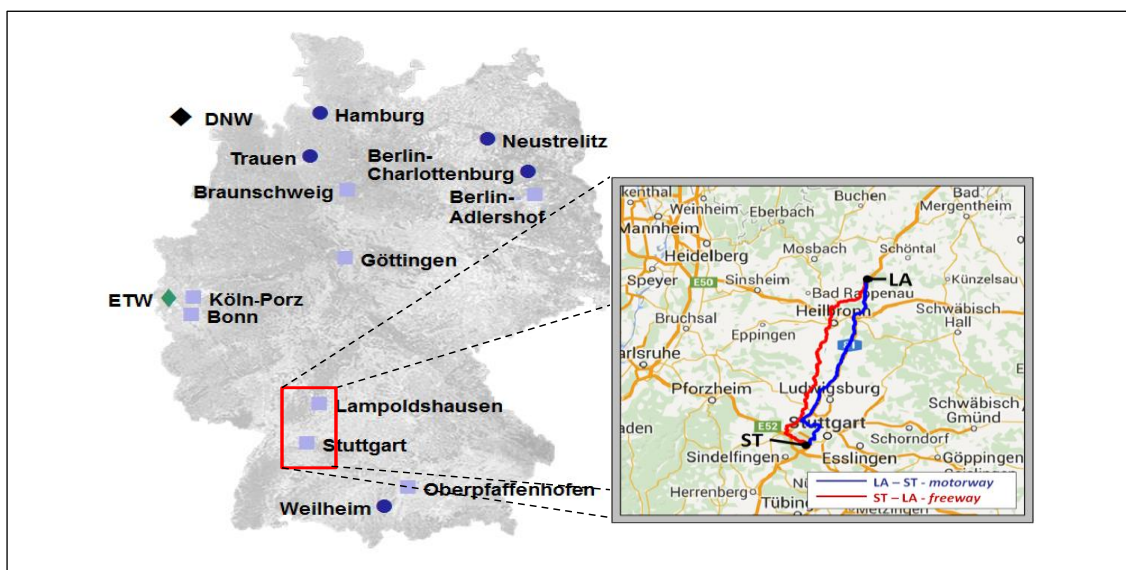 DNW
Hamburg
Neustrelitz
Trauen
Berlin-
Charlottenburg
Braunschweig
Berlin-
Adlershof
Göttingen
ETW
Köln-Porz
Bonn
Lampoldshausen
Stuttgart
Oberpfaffenhofen
Weilheim
kenthal
Weinheim
Eberbach
Buchen
Bad
Mergentheim
Mannheim
Heidelberg
Mosbach
Schöntal
Speyer
E50
Sinsheim
Bad Rappenau
LA
Künzelsau
Heilbronn
Bruchsal
Eppingen
Schwäbisch
Hall
arlsruhe
Pforzheim
Ludwigsburg
Schwäbisch
Gmünd
aden
E52
Stuttgart
ST
Schorndorf
Sindelfingen
Esslingen
Göppingen
Herrenberg
Tübing
LA – ST - motorway
ST – LA - freeway